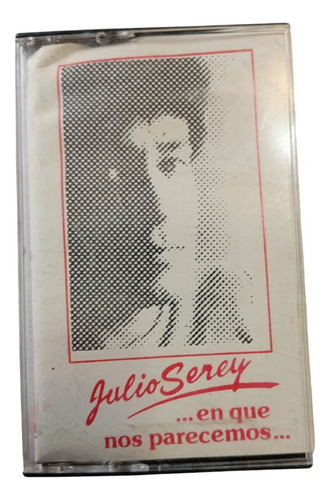 Julio Serey
...en que
nos parecemos...